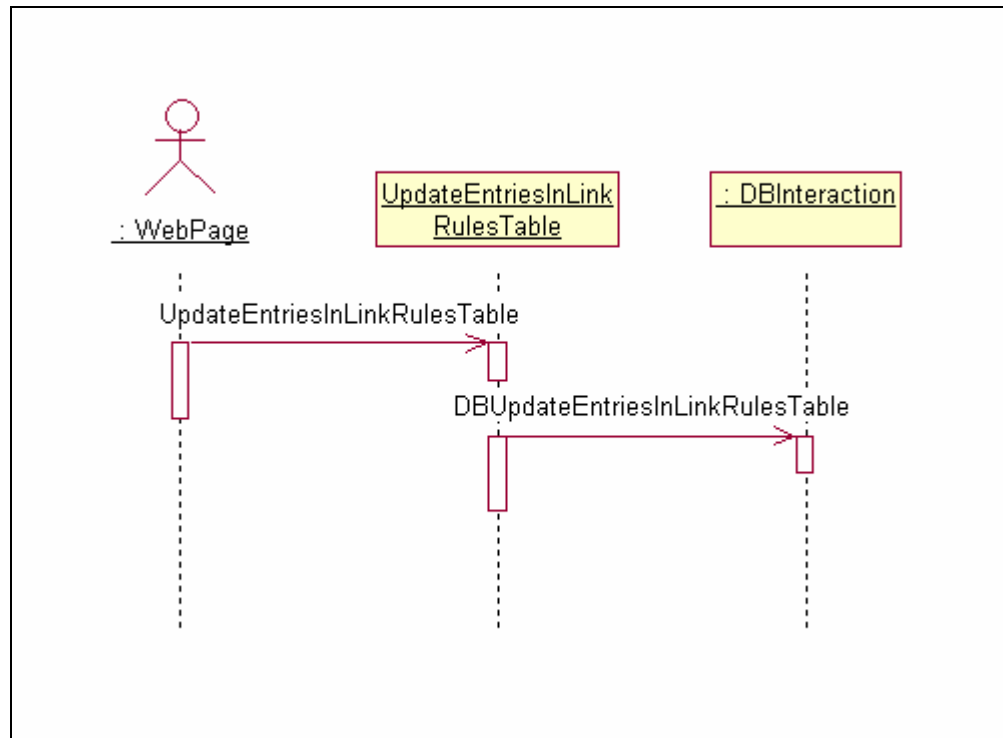 : WebPage
UpdateEntriesInLink
RulesTable
: DBInteraction
UpdateEntriesInLinkRulesTable
DBUpdateEntriesInLinkRulesTable